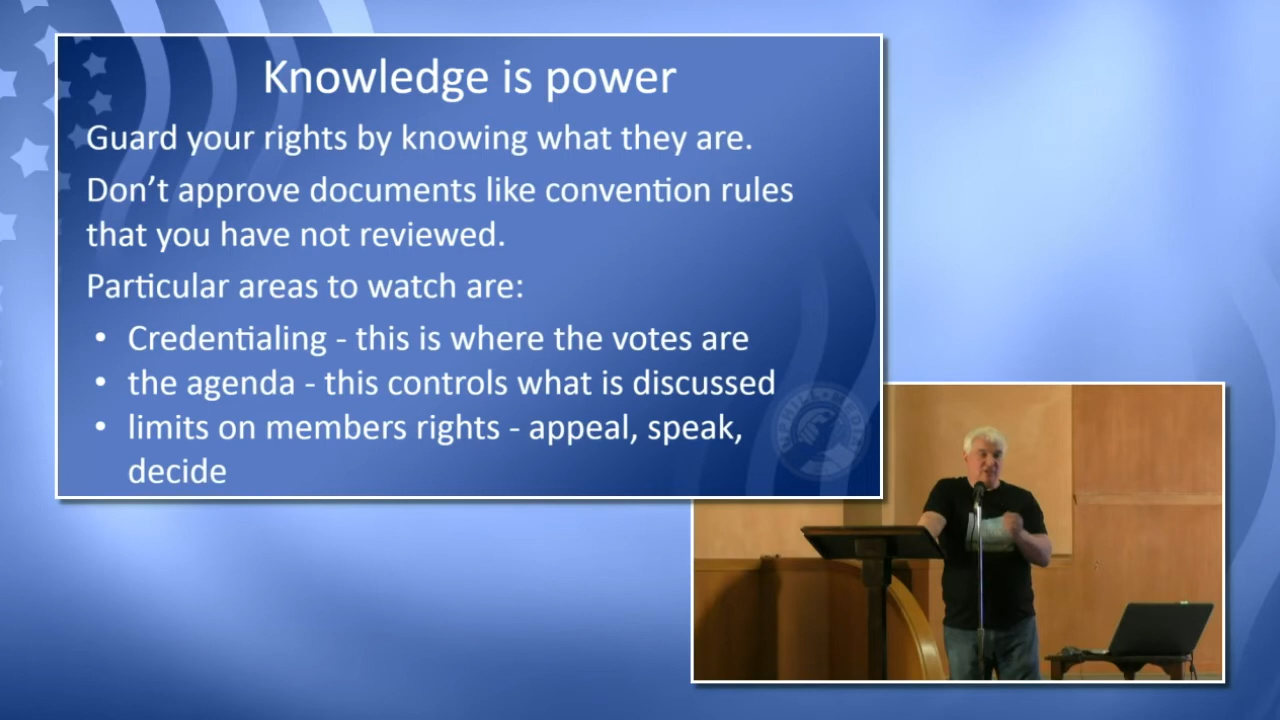 Knowledge is power
Guard your rights by knowing what they are.
Don’t approve documents like convention rules
that you have not reviewed.
Particular areas to watch are:
• Credentialing - this is where the votes are
• the agenda - this controls what is discussed
• limits on members rights - appeal, speak,
decide